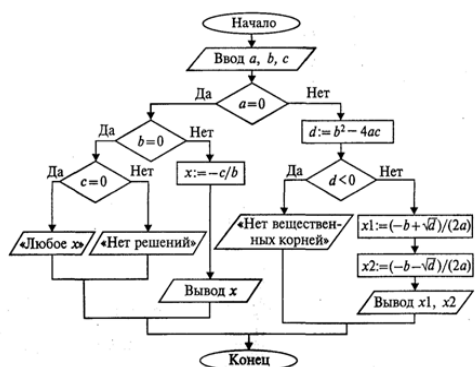 Начало
Ввод a, b, c
Да
Нет
a=0
Да
Нет
b=0
d:=b²−4ac
Да
Нет
c=0
x:=−c/b
Да
Нет
d<0
«Любое x»
«Нет решений»
«Нет веществен-
ных корней»
x1:=(−b+√d)/(2a)
x2:=(−b−√d)/(2a)
Вывод x
Вывод x1, x2
Конец